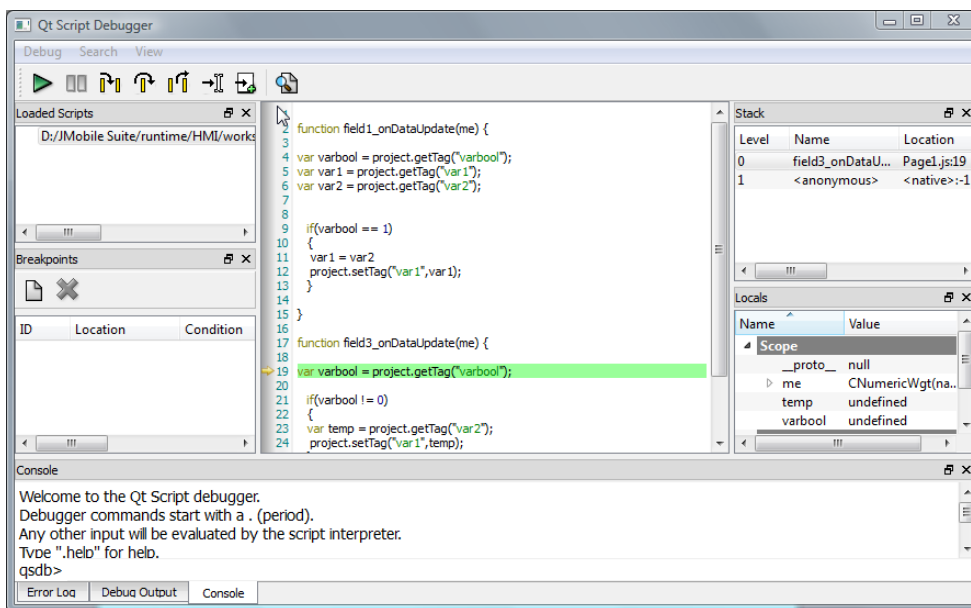 Qt Script Debugger
Debug Search View
Loaded Scripts
D:/JMobile Suite/runtime/HMI/works
Breakpoints
ID Location Condition
2 function field1_onDataUpdate(me) {
3
4 var varbool = project.getTag("varbool");
5 var var1 = project.getTag("var1");
6 var var2 = project.getTag("var2");
7
8
9 if(varbool == 1)
10 {
11 var1 = var2
12 project.setTag("var1",var1);
13 }
14
15 }
16
17 function field3_onDataUpdate(me) {
18
19 var varbool = project.getTag("varbool");
20
21 if(varbool != 0)
22 {
23 var temp = project.getTag("var2");
24 project.setTag("var1",temp);
Stack
Level Name Location
0 field3_onDataU... Page1.js:19
1 <anonymous> <native>:-1
Locals
Name Value
Scope
__proto__ null
me CNumericWgt(na..
temp undefined
varbool undefined
Console
Welcome to the Qt Script debugger.
Debugger commands start with a . (period).
Any other input will be evaluated by the script interpreter.
Type ".help" for help.
qsdb>
Error Log Debug Output Console